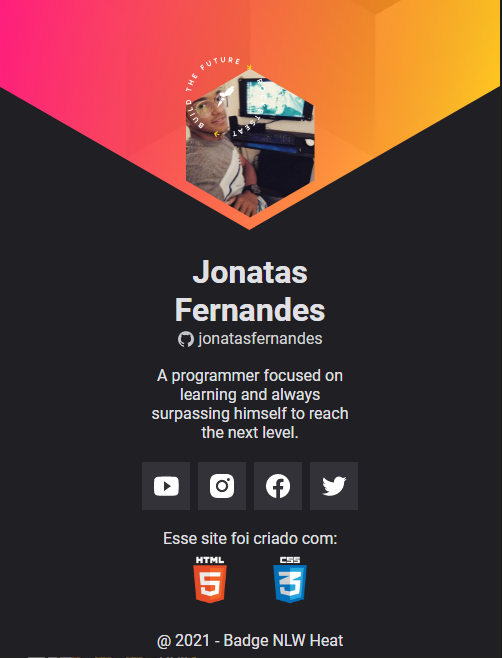 BUILD THE FUTURE
Jonatas
Fernandes
jonatasfernandes
A programmer focused on
learning and always
surpassing himself to reach
the next level.
Esse site foi criado com:
HTML CSS
5 3
@ 2021 - Badge NLW Heat